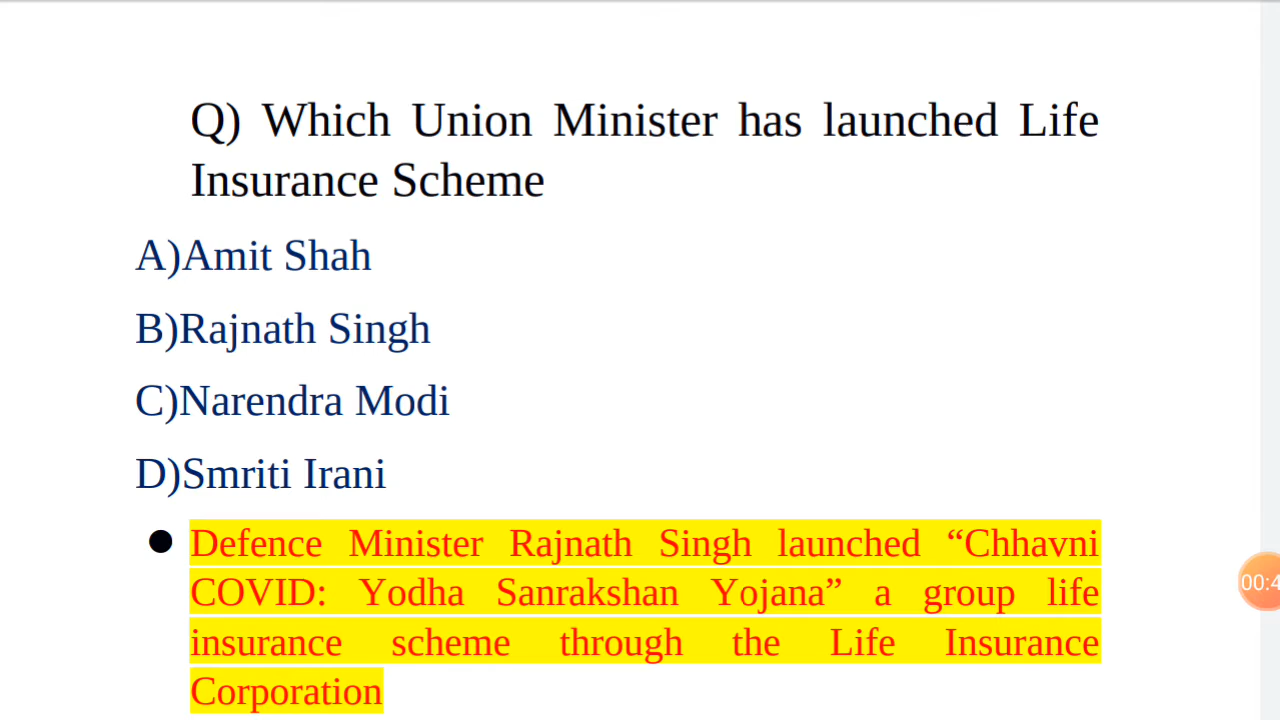 Q) Which Union Minister has launched Life
Insurance Scheme
A)Amit Shah
B)Rajnath Singh
C)Narendra Modi
D)Smriti Irani
● Defence Minister Rajnath Singh launched “Chhavni
COVID: Yodha Sanrakshan Yojana” a group life
insurance scheme through the Life Insurance
Corporation